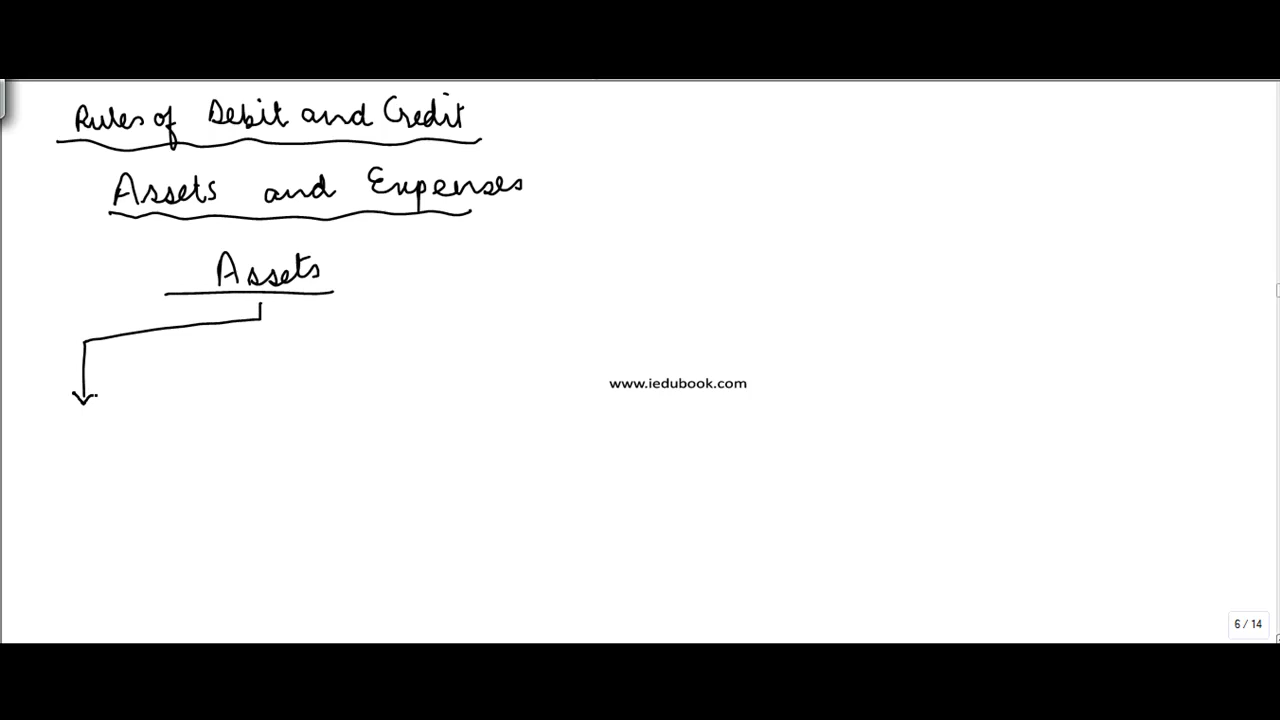 Rules of Debit and Credit
Assets and Expenses
Assets
www.iedubook.com
6 / 14